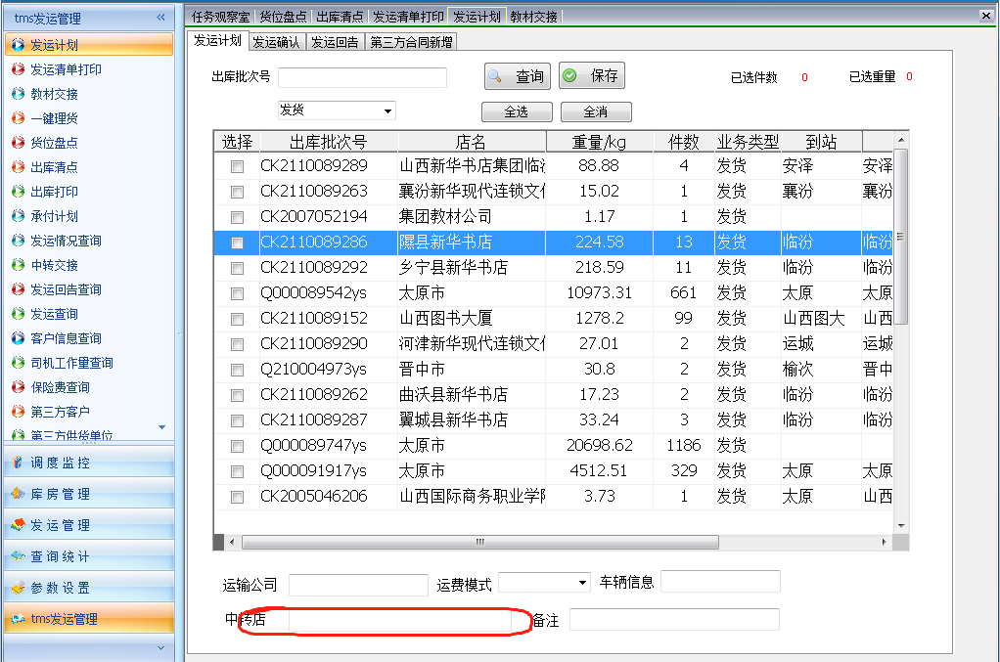 tms发运管理
发运计划
发运清单打印
教材交接
一键理货
货位盘点
出库清点
出库打印
承付计划
发运情况查询
中转交接
发运回告查询
发运查询
客户信息查询
司机工作量查询
保险费查询
第三方客户
第三方供货单位
调度监控
库房管理
发运管理
查询统计
参数设置
tms发运管理
任务观察室 货位盘点 出库清点 发运清单打印 发运计划 教材交接
发运计划 发运确认 发运回告 第三方合同新增
出库批次号 查询 保存 已选件数 0 已选重量 0
发货 全选 全消
选择 出库批次号 店名 重量/kg 件数 业务类型 到站
CK2110089289 山西新华书店集团临 88.88 4 发货 安泽 安泽
CK2110089263 襄汾新华现代连锁文 15.02 1 发货 襄汾 襄汾
CK2007052194 集团教材公司 1.17 1 发货
CK2110089286 隰县新华书店 224.58 13 发货 临汾 临汾
CK2110089292 乡宁县新华书店 218.59 11 发货 临汾 临汾
Q000089542ys 太原市 10973.31 661 发货 太原 太原
CK2110089152 山西图书大厦 1278.2 99 发货 山西图大 山西
CK2110089290 河津新华现代连锁文 27.01 2 发货 运城 运城
Q210004973ys 晋中市 30.8 2 发货 榆次 晋中
CK2110089262 曲沃县新华书店 17.23 2 发货 临汾 临汾
CK2110089287 翼城县新华书店 33.24 3 发货 临汾 临汾
Q000089747ys 太原市 20698.62 1186 发货
Q000091917ys 太原市 4512.51 329 发货 太原 太原
CK2005046206 山西国际商务职业学 3.73 1 发货 太原 山西
运输公司 运费模式 车辆信息
中转店 备注